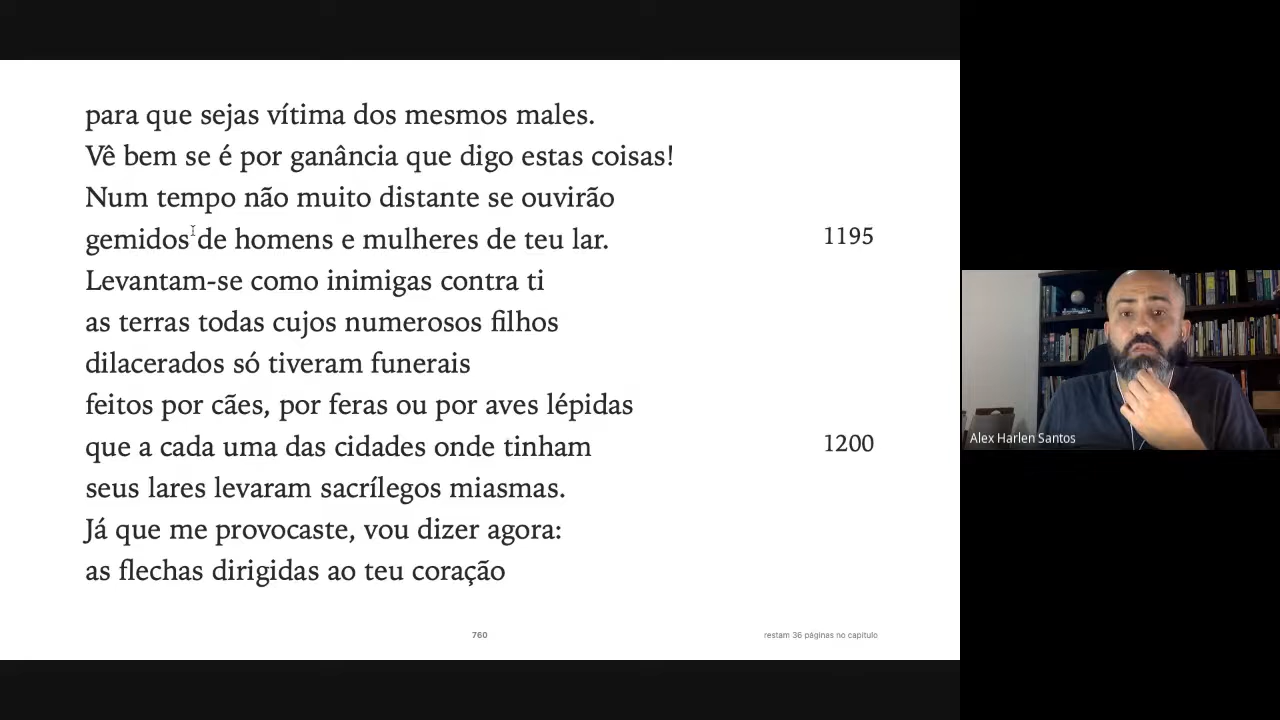 para que sejas vítima dos mesmos males.
Vê bem se é por ganância que digo estas coisas!
Num tempo não muito distante se ouvirão
gemidos de homens e mulheres de teu lar. 1195
Levantam-se como inimigas contra ti
as terras todas cujos numerosos filhos
dilacerados só tiveram funerais
feitos por cães, por feras ou por aves lépidas
que a cada uma das cidades onde tinham 1200
seus lares levaram sacrílegos miasmas.
Já que me provocaste, vou dizer agora:
as flechas dirigidas ao teu coração
760 restam 36 páginas no capítulo
Alex Harlen Santos